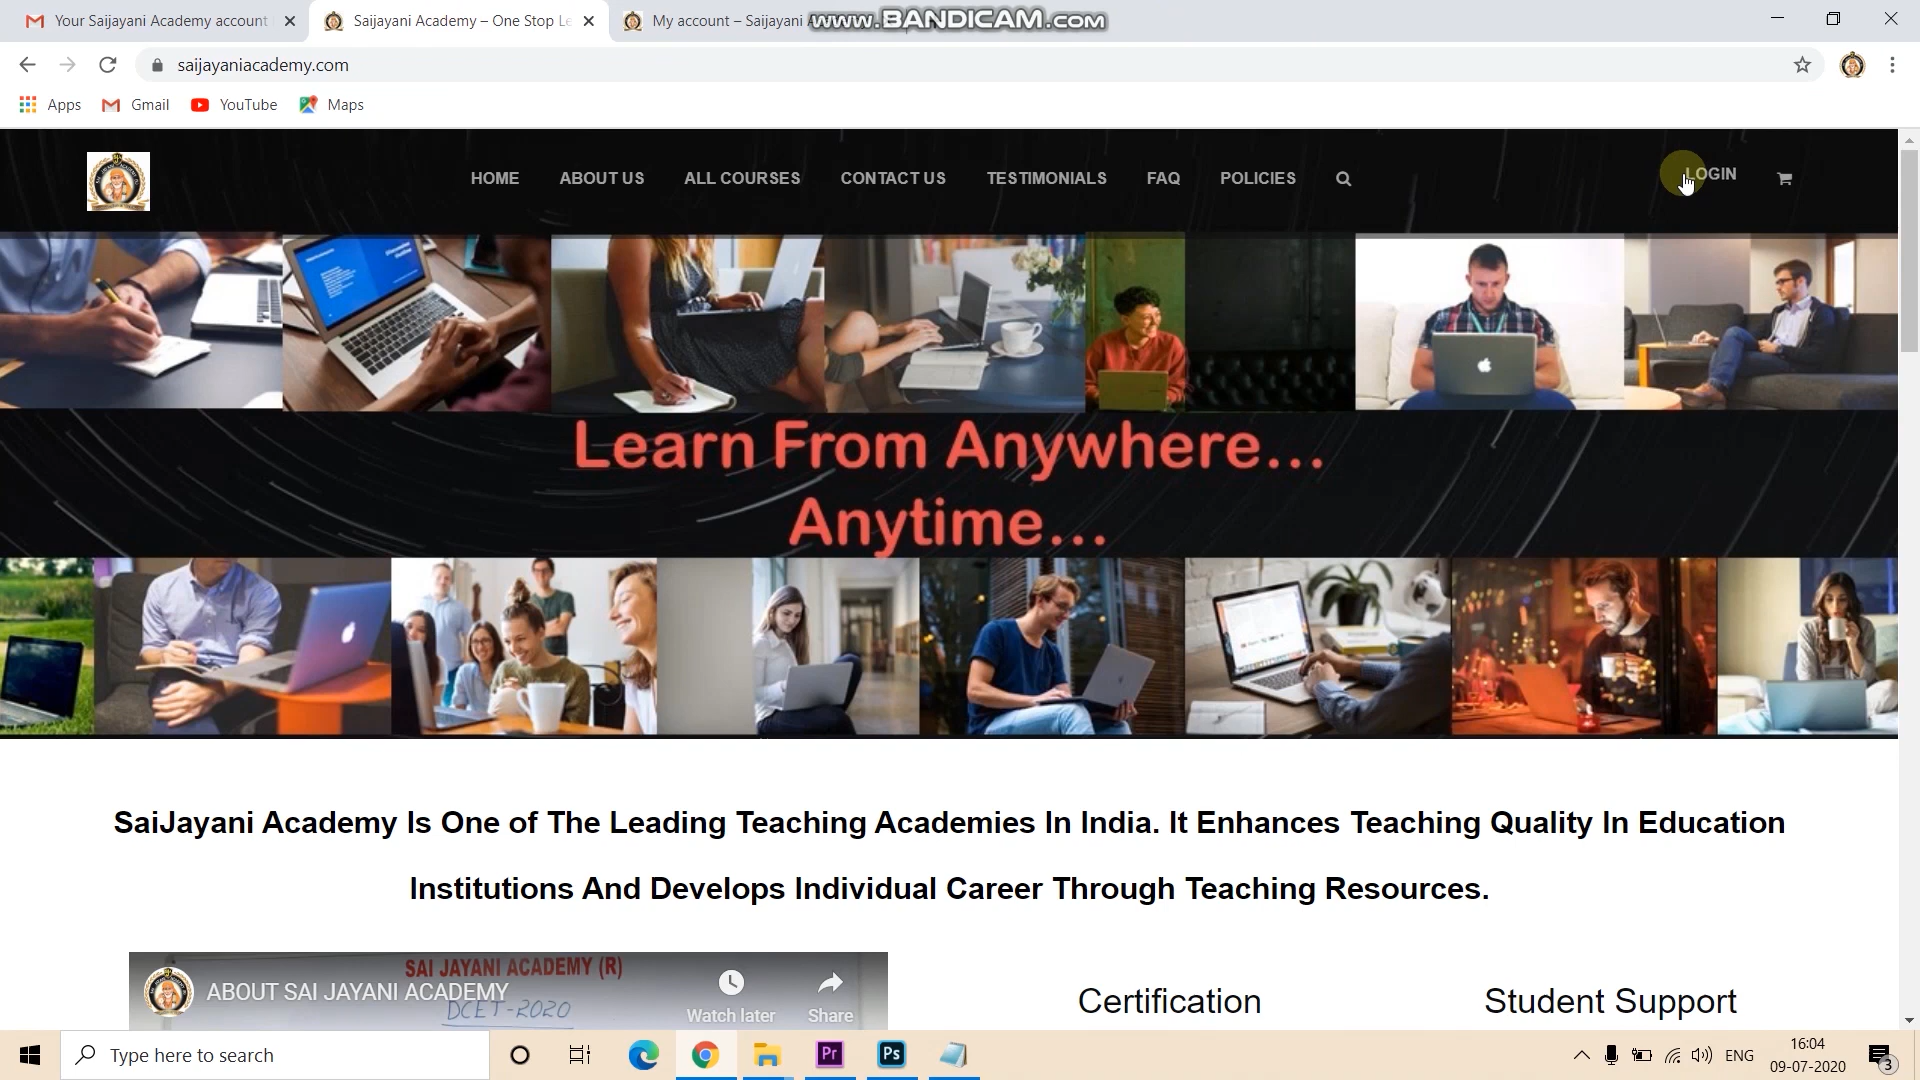 Your Saijayani Academy account
Saijayani Academy – One Stop Le
My account – Saijayani
www.BANDICAM.com
saijayaniacademy.com
Apps
Gmail
YouTube
Maps
HOME
ABOUT US
ALL COURSES
CONTACT US
TESTIMONIALS
FAQ
POLICIES
LOGIN
Learn From Anywhere...
Anytime...
SaiJayani Academy Is One of The Leading Teaching Academies In India. It Enhances Teaching Quality In Education
Institutions And Develops Individual Career Through Teaching Resources.
SAI JAYANI ACADEMY (R)
ABOUT SAI JAYANI ACADEMY
DCET-2020
Watch later
Share
Certification
Student Support
Type here to search
Pr
Ps
ENG
16:04
09-07-2020
3